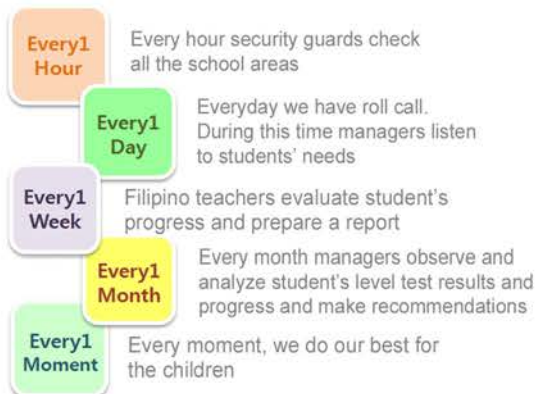 Every1
Hour
Every hour security guards check
all the school areas
Every1
Day
Everyday we have roll call.
During this time managers listen
to students' needs
Every1
Week
Filipino teachers evaluate student's
progress and prepare a report
Every1
Month
Every month managers observe and
analyze student's level test results and
progress and make recommendations
Every1
Moment
Every moment, we do our best for
the children